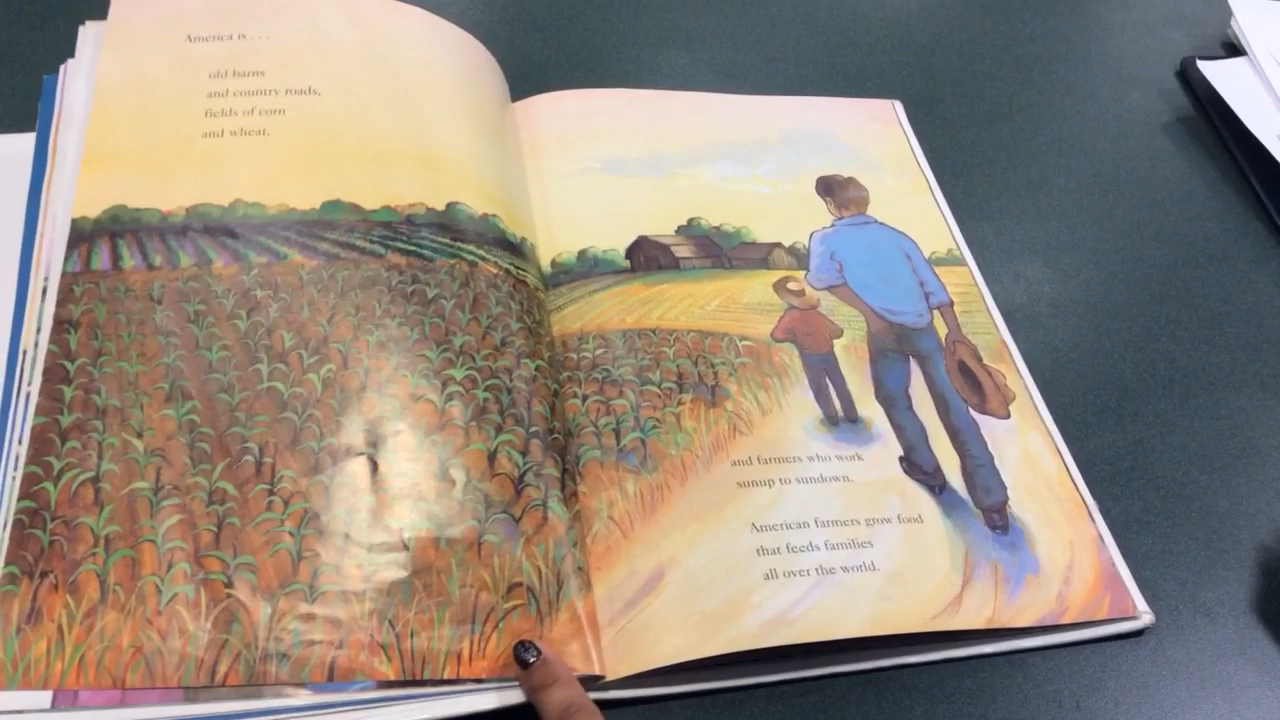 America is . . .
old barns
and country roads,
fields of corn
and wheat,
and farmers who work
sunup to sundown.
American farmers grow food
that feeds families
all over the world.